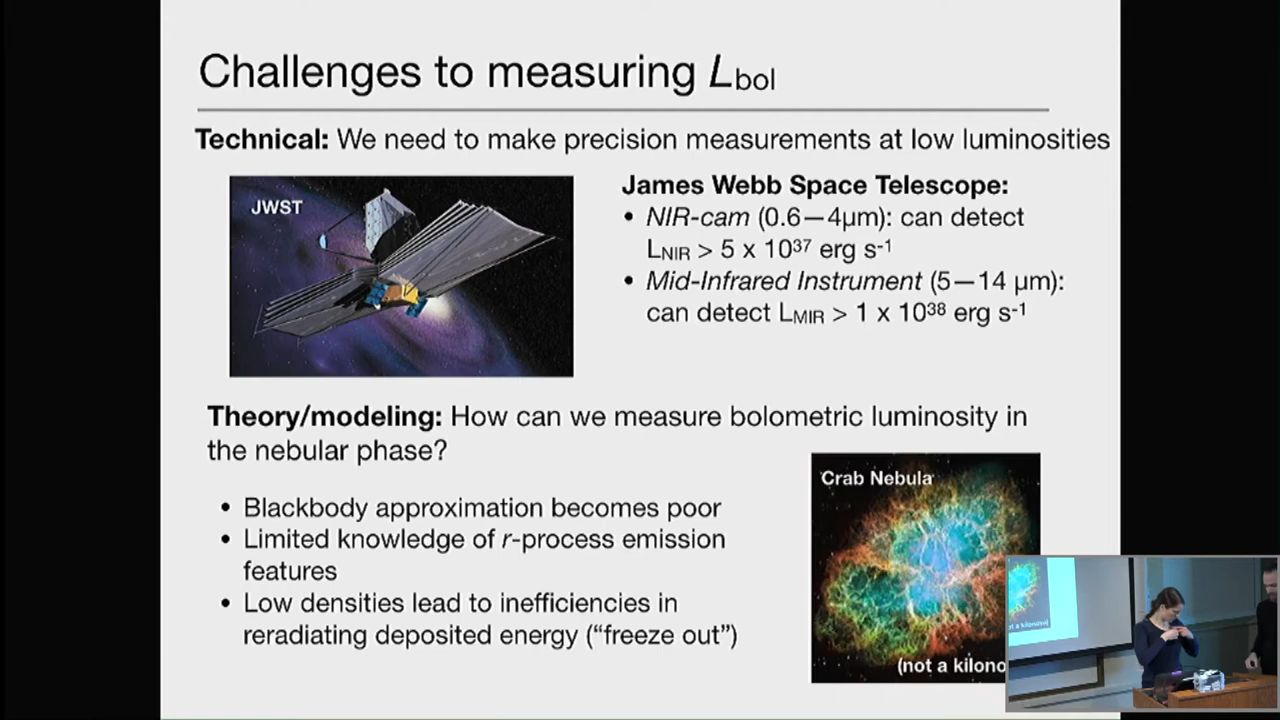 Challenges to measuring Lbol
Technical: We need to make precision measurements at low luminosities
JWST
James Webb Space Telescope:
• NIR-cam (0.6—4μm): can detect
LNIR > 5 x 10³⁷ erg s⁻¹
• Mid-Infrared Instrument (5—14 μm):
can detect LMIR > 1 x 10³⁸ erg s⁻¹
Theory/modeling: How can we measure bolometric luminosity in
the nebular phase?
• Blackbody approximation becomes poor
• Limited knowledge of r-process emission
features
• Low densities lead to inefficiencies in
reradiating deposited energy (“freeze out”)
Crab Nebula
(not a kilono